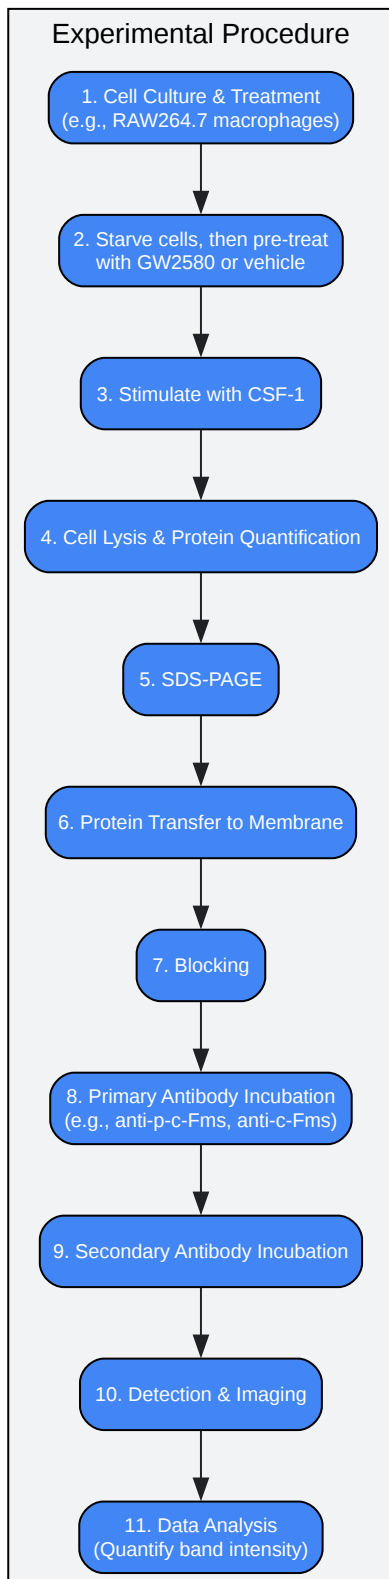 Experimental Procedure
1. Cell Culture & Treatment
(e.g., RAW264.7 macrophages)
2. Starve cells, then pre-treat
with GW2580 or vehicle
3. Stimulate with CSF-1
4. Cell Lysis & Protein Quantification
5. SDS-PAGE
6. Protein Transfer to Membrane
7. Blocking
8. Primary Antibody Incubation
(e.g., anti-p-c-Fms, anti-c-Fms)
9. Secondary Antibody Incubation
10. Detection & Imaging
11. Data Analysis
(Quantify band intensity)